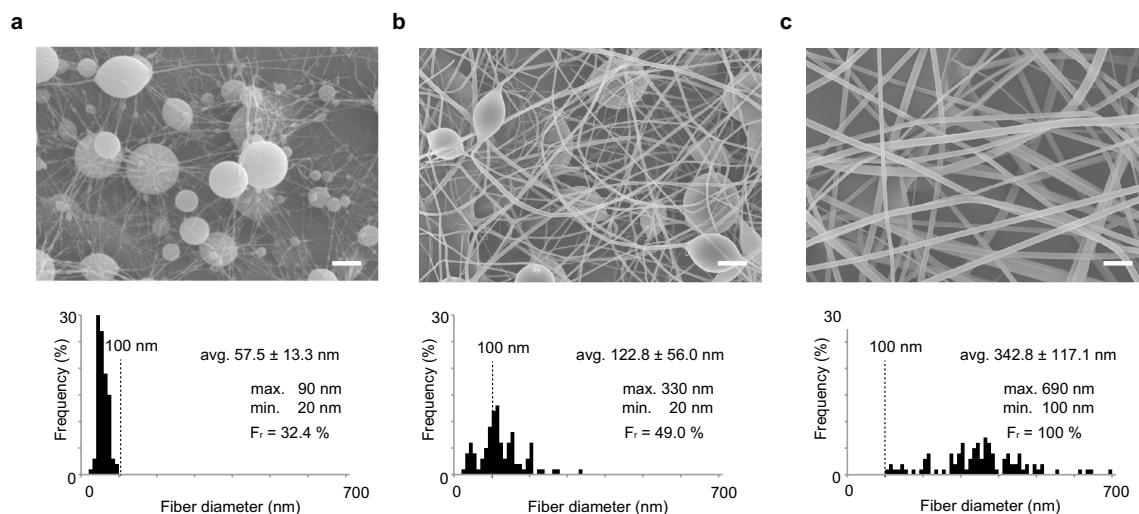 a
b
c
30
Frequency (%)
0
100 nm
avg. 57.5 ± 13.3 nm
max. 90 nm
min. 20 nm
Fr = 32.4 %
0
700
Fiber diameter (nm)
30
Frequency (%)
0
100 nm
avg. 122.8 ± 56.0 nm
max. 330 nm
min. 20 nm
Fr = 49.0 %
0
700
Fiber diameter (nm)
30
Frequency (%)
0
100 nm
avg. 342.8 ± 117.1 nm
max. 690 nm
min. 100 nm
Fr = 100 %
0
700
Fiber diameter (nm)